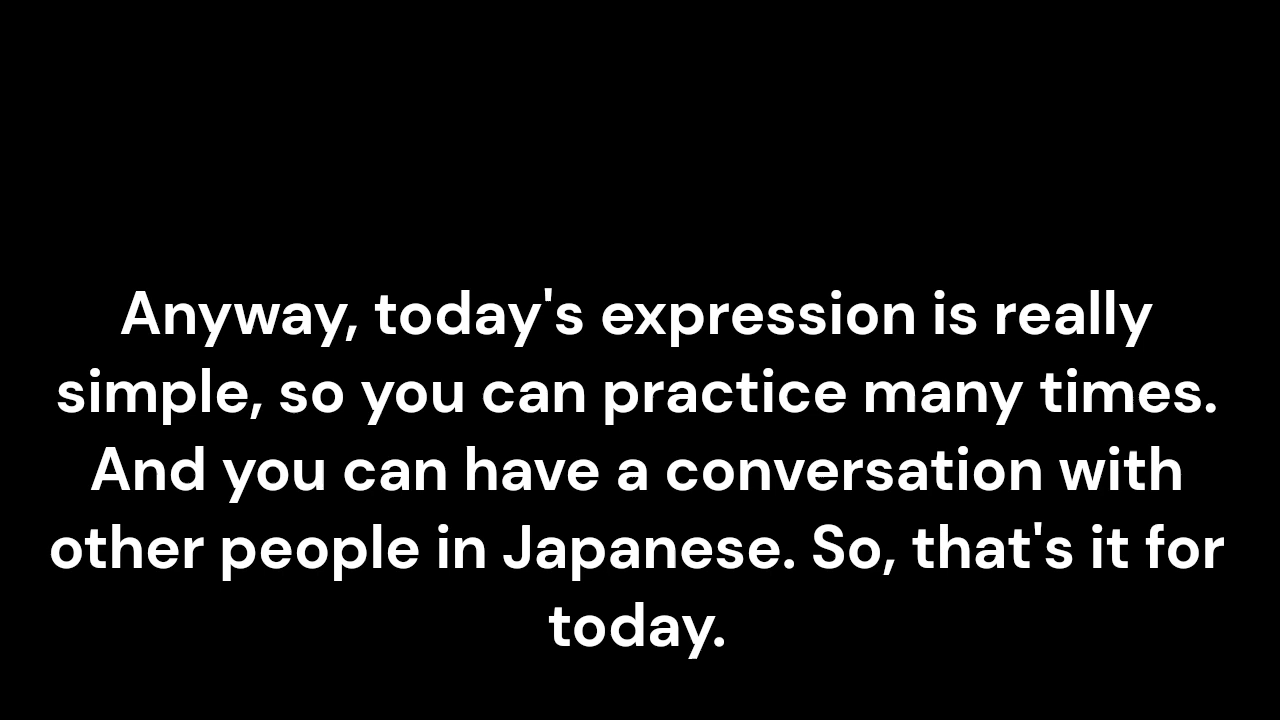 Anyway, today's expression is really
simple, so you can practice many times.
And you can have a conversation with
other people in Japanese. So, that's it for
today.